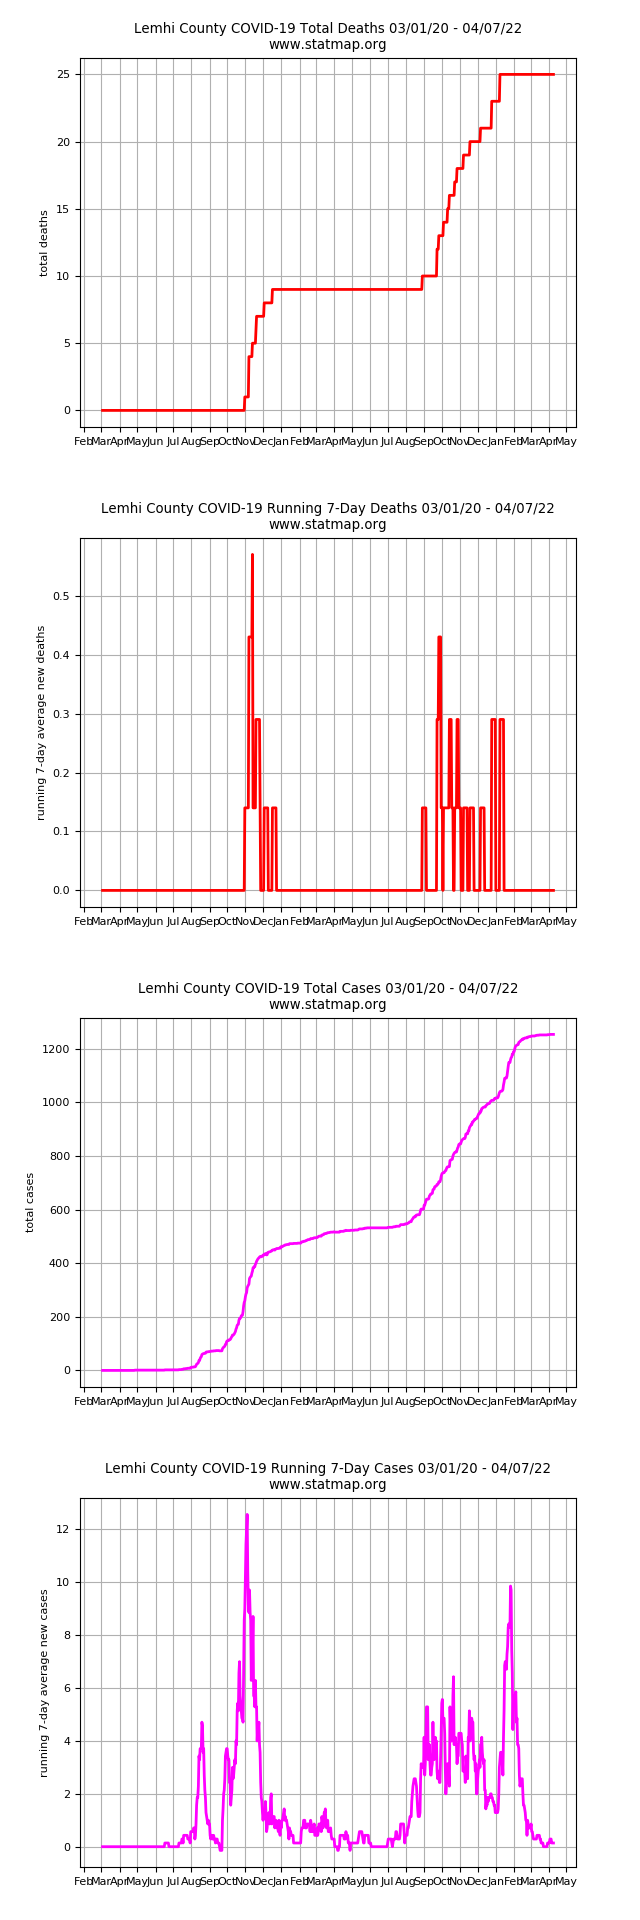 Lemhi County COVID-19 Total Deaths 03/01/20 - 04/07/22
www.statmap.org
25
20
15
10
5
0
total deaths
Feb Mar Apr May Jun Jul Aug Sep Oct Nov Dec Jan Feb Mar Apr May Jun Jul Aug Sep Oct Nov Dec Jan Feb Mar Apr May
Lemhi County COVID-19 Running 7-Day Deaths 03/01/20 - 04/07/22
www.statmap.org
0.5
0.4
0.3
0.2
0.1
0.0
running 7-day average new deaths
Feb Mar Apr May Jun Jul Aug Sep Oct Nov Dec Jan Feb Mar Apr May Jun Jul Aug Sep Oct Nov Dec Jan Feb Mar Apr May
Lemhi County COVID-19 Total Cases 03/01/20 - 04/07/22
www.statmap.org
1200
1000
800
600
400
200
0
total cases
Feb Mar Apr May Jun Jul Aug Sep Oct Nov Dec Jan Feb Mar Apr May Jun Jul Aug Sep Oct Nov Dec Jan Feb Mar Apr May
Lemhi County COVID-19 Running 7-Day Cases 03/01/20 - 04/07/22
www.statmap.org
12
10
8
6
4
2
0
running 7-day average new cases
Feb Mar Apr May Jun Jul Aug Sep Oct Nov Dec Jan Feb Mar Apr May Jun Jul Aug Sep Oct Nov Dec Jan Feb Mar Apr May